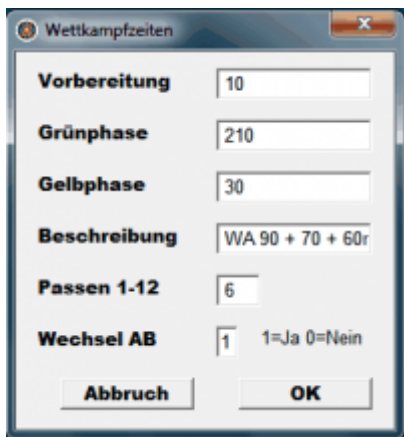 Wettkampfzeiten
Vorbereitung 10
Grünphase 210
Gelbphase 30
Beschreibung WA 90 + 70 + 60r
Passen 1-12 6
Wechsel AB 1 1=Ja 0=Nein
Abbruch OK